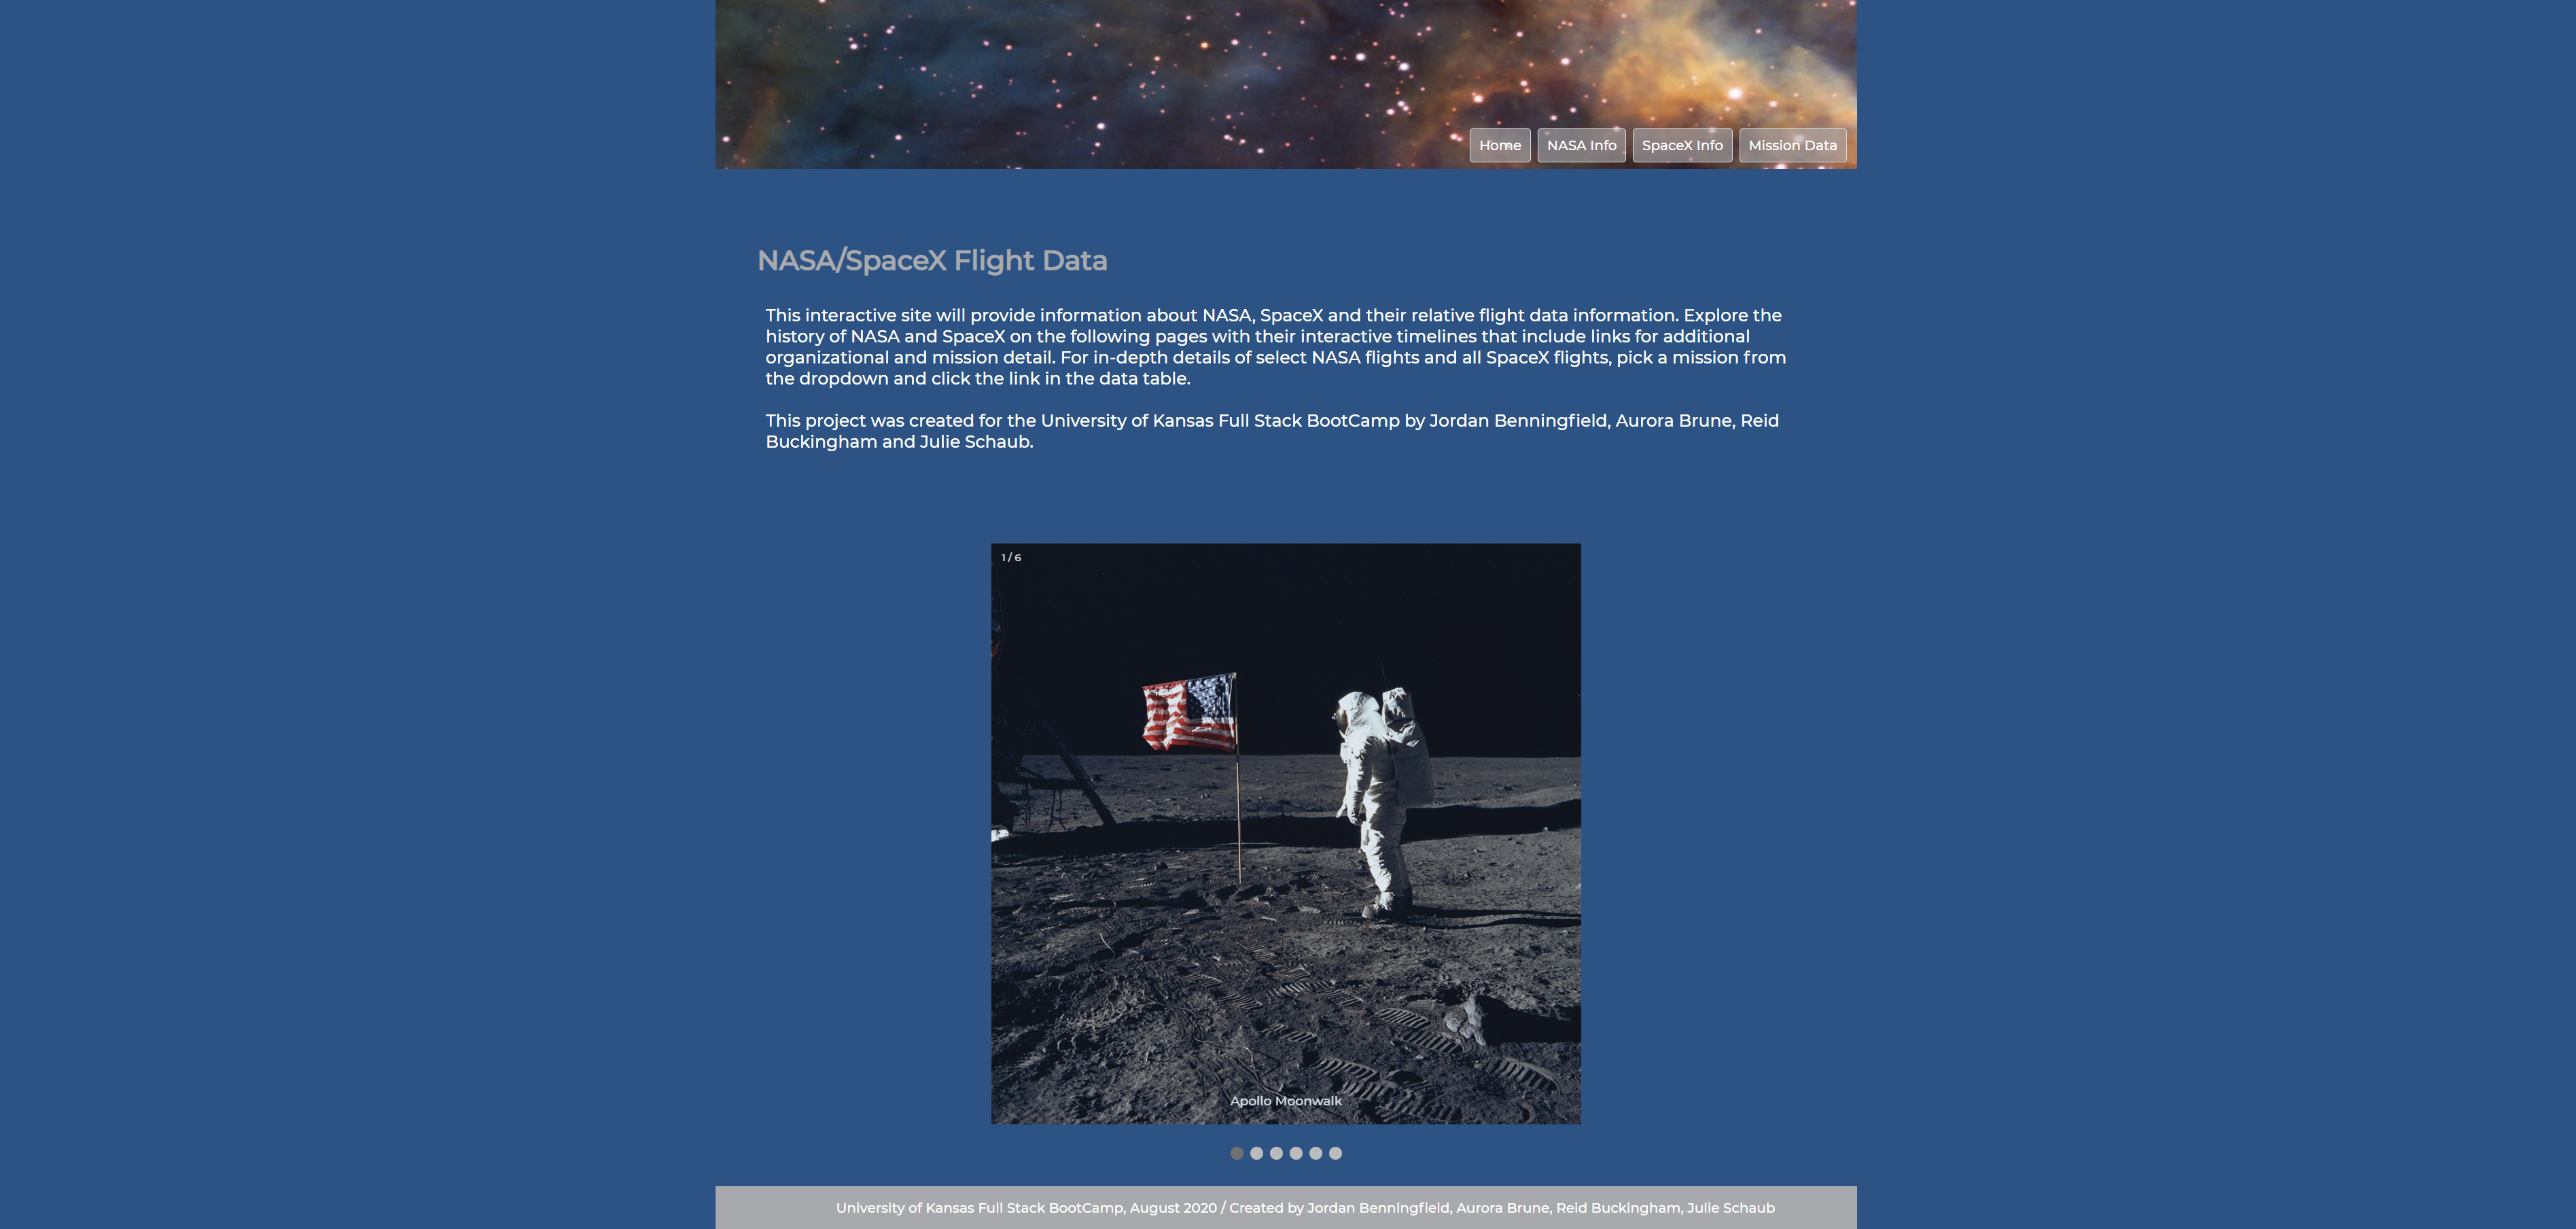 Home NASA Info SpaceX Info Mission Data
NASA/SpaceX Flight Data
This interactive site will provide information about NASA, SpaceX and their relative flight data information. Explore the
history of NASA and SpaceX on the following pages with their interactive timelines that include links for additional
organizational and mission detail. For in-depth details of select NASA flights and all SpaceX flights, pick a mission from
the dropdown and click the link in the data table.
This project was created for the University of Kansas Full Stack BootCamp by Jordan Benningfield, Aurora Brune, Reid
Buckingham and Julie Schaub.
1 / 6
Apollo Moonwalk
University of Kansas Full Stack BootCamp, August 2020 / Created by Jordan Benningfield, Aurora Brune, Reid Buckingham, Julie Schaub